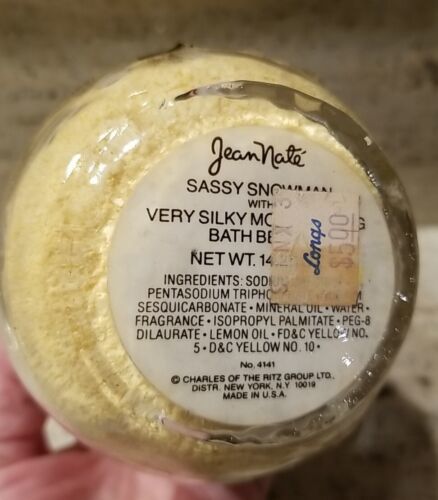 Jean Naté
SASSY SNOWMAN
WITH
VERY SILKY MO G
BATH BE
NET WT. 14
INGREDIENTS: SOD
PENTASODIUM TRIPH M
SESQUICARBONATE • MINERAL OIL • WATER •
FRAGRANCE • ISOPROPYL PALMITATE • PEG-8
DILAURATE • LEMON OIL • FD&C YELLOW NO.
5 • D&C YELLOW NO. 10 •
No. 4141
© CHARLES OF THE RITZ GROUP LTD.,
DISTR. NEW YORK, N.Y. 10019
MADE IN U.S.A.
Longs
$5.00